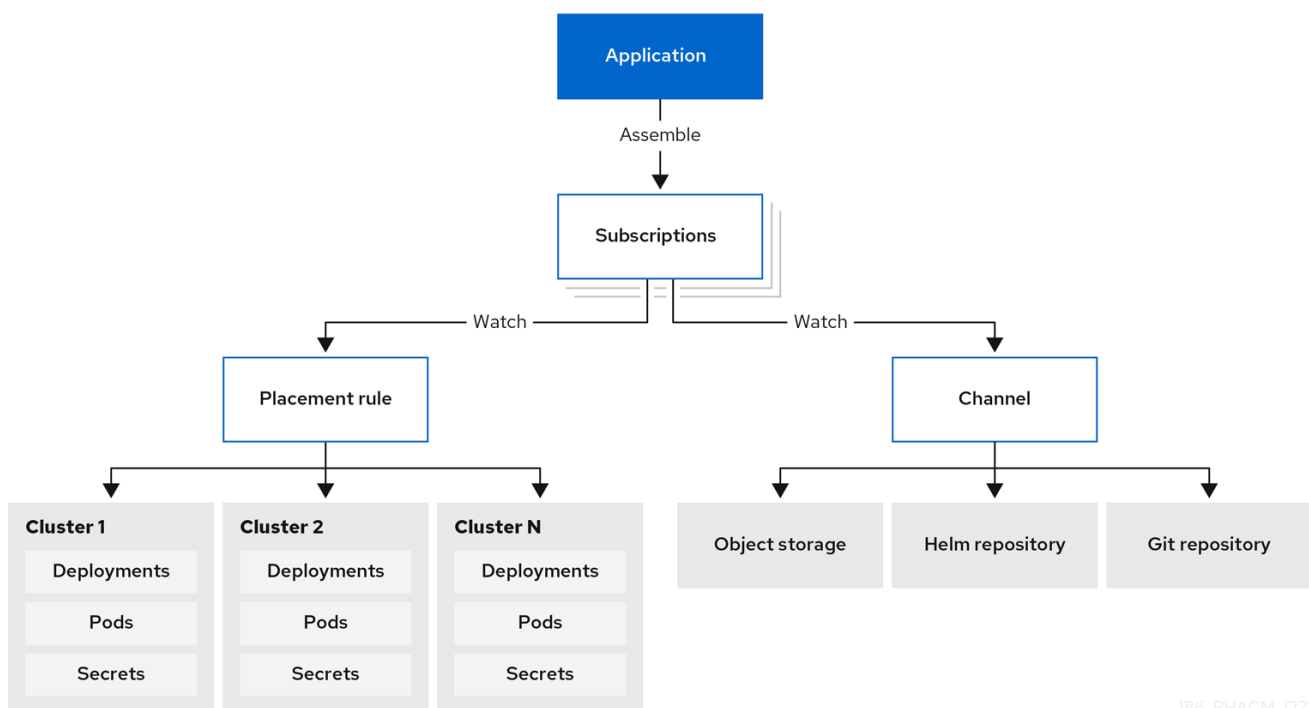 Application
Assemble
Subscriptions
Watch
Watch
Placement rule
Channel
Cluster 1
Deployments
Pods
Secrets
Cluster 2
Deployments
Pods
Secrets
Cluster N
Deployments
Pods
Secrets
Object storage
Helm repository
Git repository